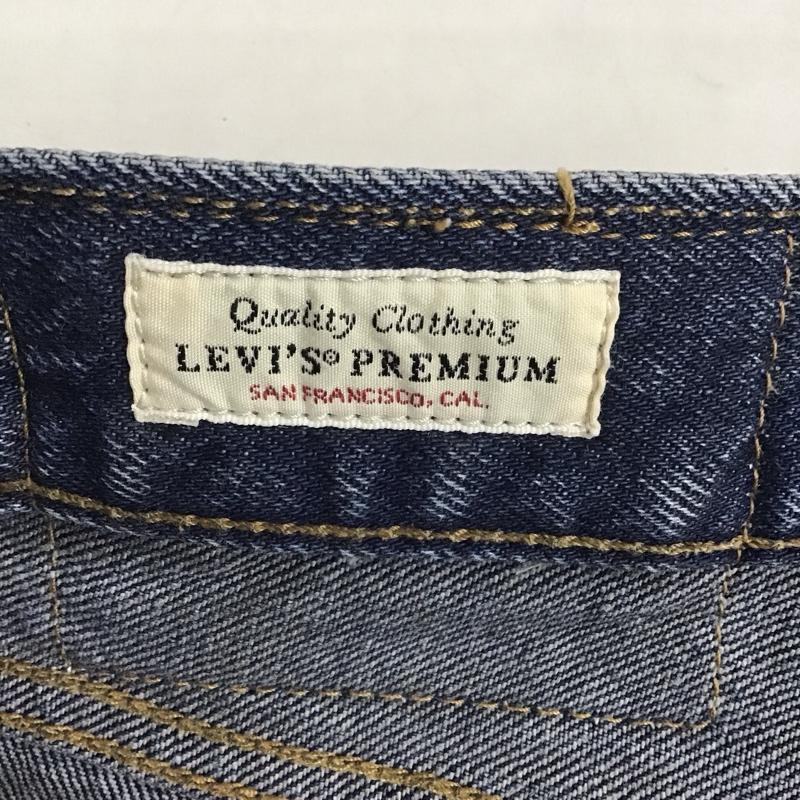 Quality Clothing
LEVI'S® PREMIUM
SAN FRANCISCO, CAL.